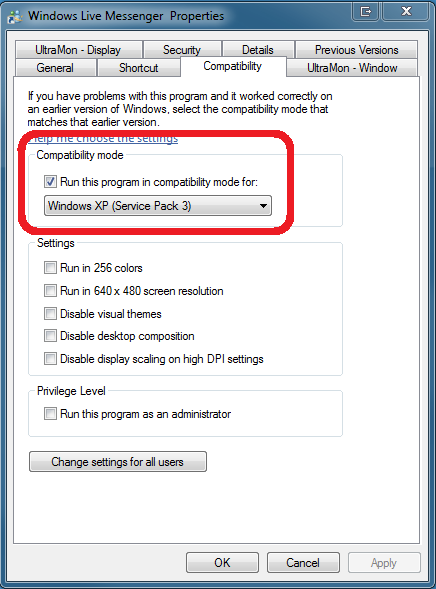 Windows Live Messenger  Properties
UltraMon - Display
Security
Details
Previous Versions
General
Shortcut
Compatibility
UltraMon - Window
If you have problems with this program and it worked correctly on
an earlier version of Windows, select the compatibility mode that
matches that earlier version.
Help me choose the settings
Compatibility mode
Run this program in compatibility mode for:
Windows XP (Service Pack 3)
Settings
Run in 256 colors
Run in 640 x 480 screen resolution
Disable visual themes
Disable desktop composition
Disable display scaling on high DPI settings
Privilege Level
Run this program as an administrator
Change settings for all users
OK
Cancel
Apply